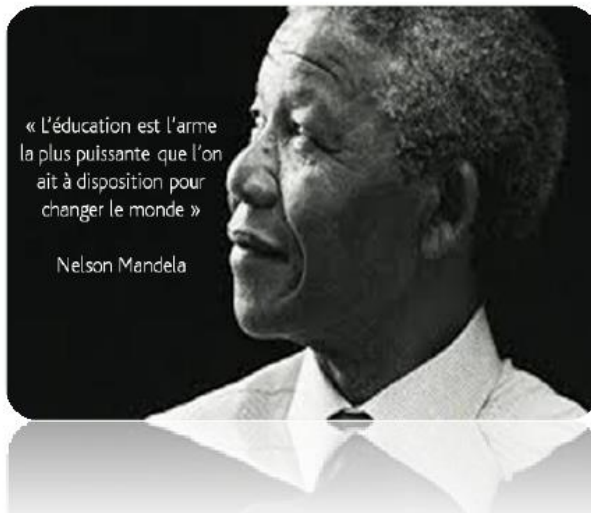 « L'éducation est l'arme
la plus puissante que l'on
ait à disposition pour
changer le monde »
Nelson Mandela